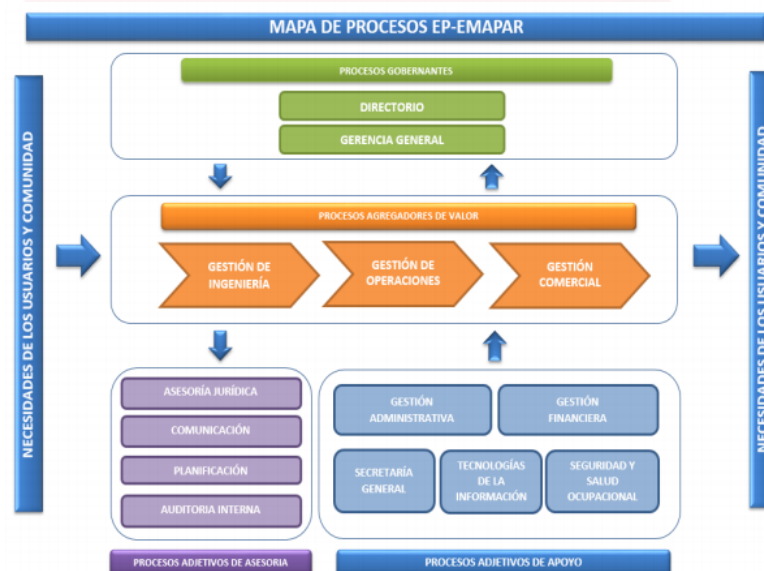 MAPA DE PROCESOS EP-EMAPAR
NECESIDADES DE LOS USUARIOS Y COMUNIDAD
PROCESOS GOBERNANTES
DIRECTORIO
GERENCIA GENERAL
PROCESOS AGREGADORES DE VALOR
GESTIÓN DE
INGENIERÍA
GESTIÓN DE
OPERACIONES
GESTIÓN
COMERCIAL
ASESORÍA JURÍDICA
COMUNICACIÓN
PLANIFICACIÓN
AUDITORIA INTERNA
PROCESOS ADJETIVOS DE ASESORIA
GESTIÓN
ADMINISTRATIVA
GESTIÓN
FINANCIERA
SECRETARÍA
GENERAL
TECNOLOGÍAS
DE LA
INFORMACIÓN
SEGURIDAD Y
SALUD
OCUPACIONAL
PROCESOS ADJETIVOS DE APOYO
NECESIDADES DE LOS USUARIOS Y COMUNIDAD